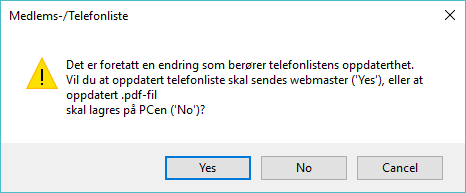 Medlems-/Telefonliste
Det er foretatt en endring som berører telefonlistens oppdaterthet.
Vil du at oppdatert telefonliste skal sendes webmaster ('Yes'), eller at
oppdatert .pdf-fil
skal lagres på PCen ('No')?
Yes No Cancel